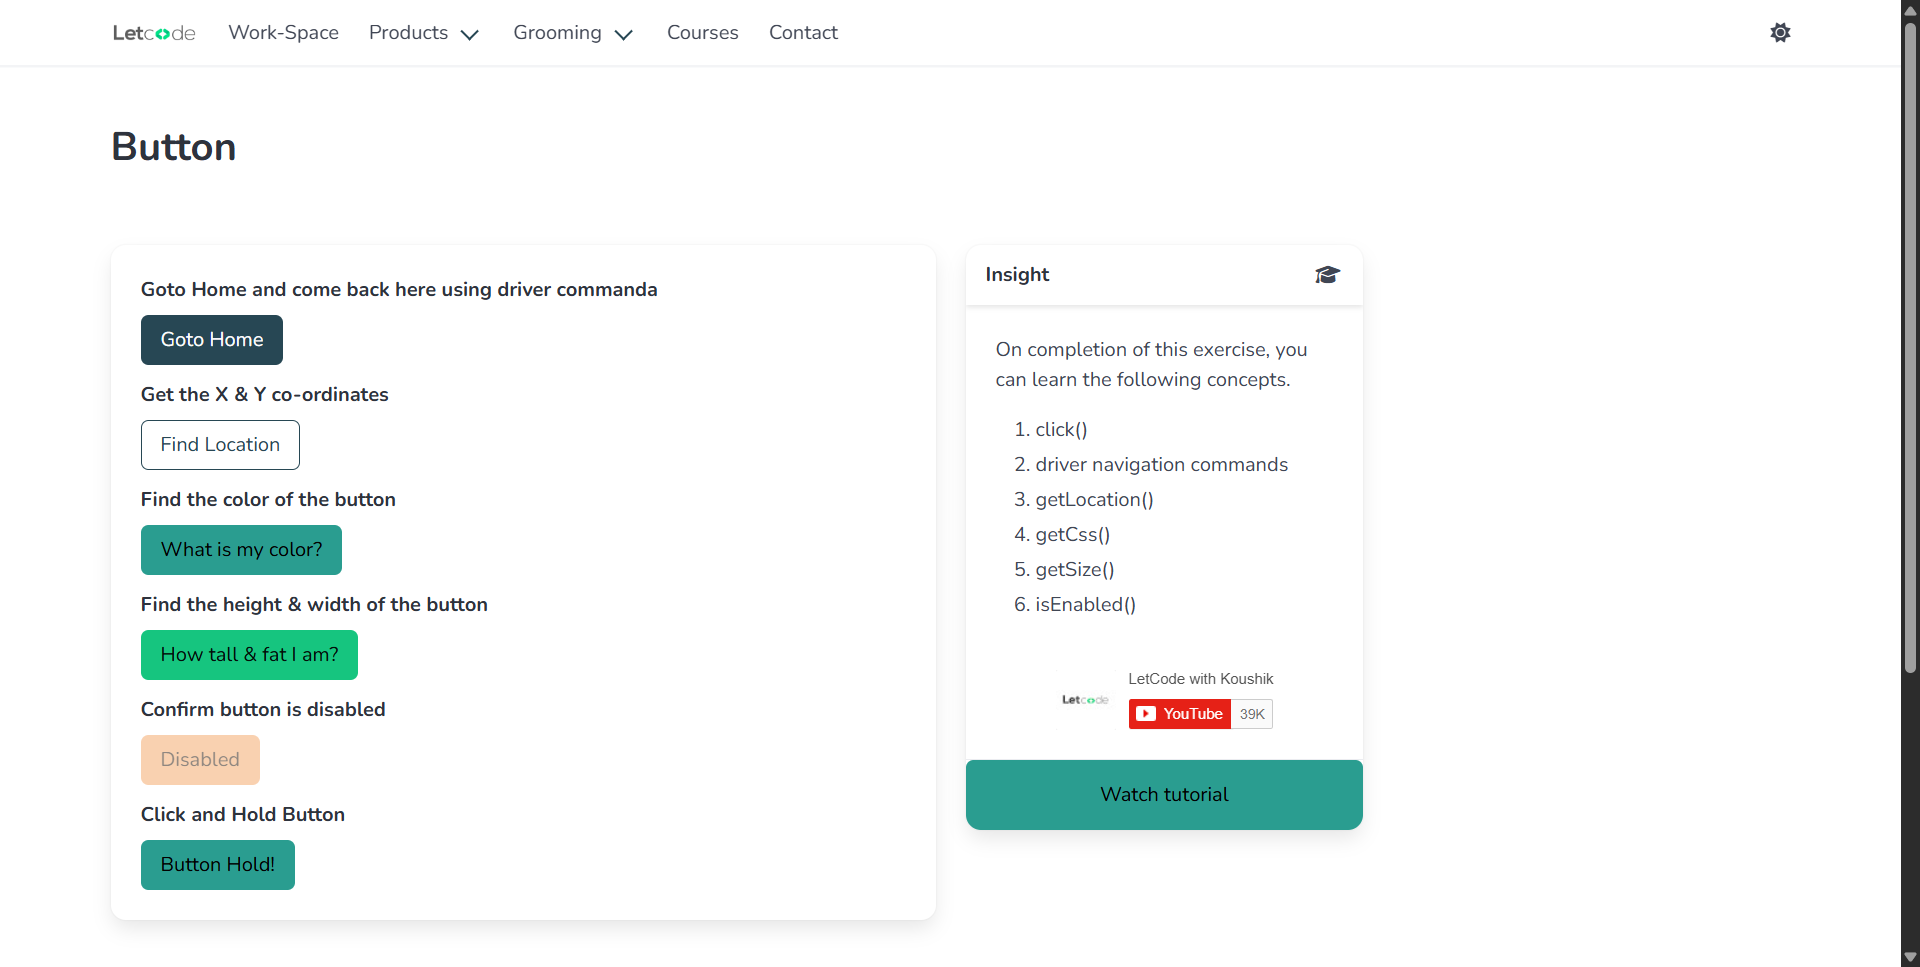 Letcode Work-Space Products Grooming Courses Contact
Button
Goto Home and come back here using driver commanda
Goto Home
Get the X & Y co-ordinates
Find Location
Find the color of the button
What is my color?
Find the height & width of the button
How tall & fat I am?
Confirm button is disabled
Disabled
Click and Hold Button
Button Hold!
Insight
On completion of this exercise, you
can learn the following concepts.
1. click()
2. driver navigation commands
3. getLocation()
4. getCss()
5. getSize()
6. isEnabled()
Letcode
LetCode with Koushik
YouTube 39K
Watch tutorial